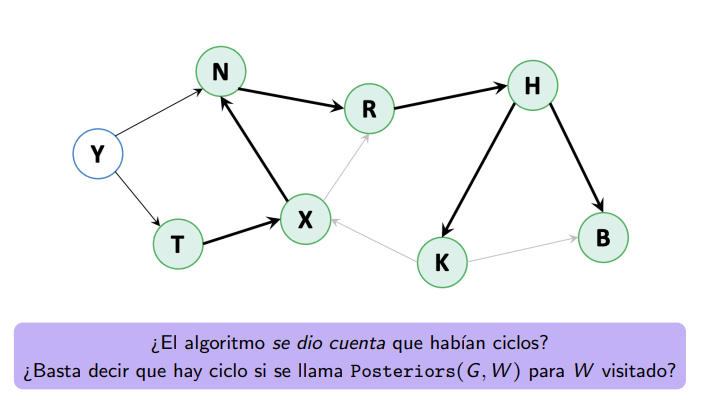 N
H
R
Y
X
T
B
K
¿El algoritmo se dio cuenta que habían ciclos?
¿Basta decir que hay ciclo si se llama Posteriors(G, W) para W visitado?